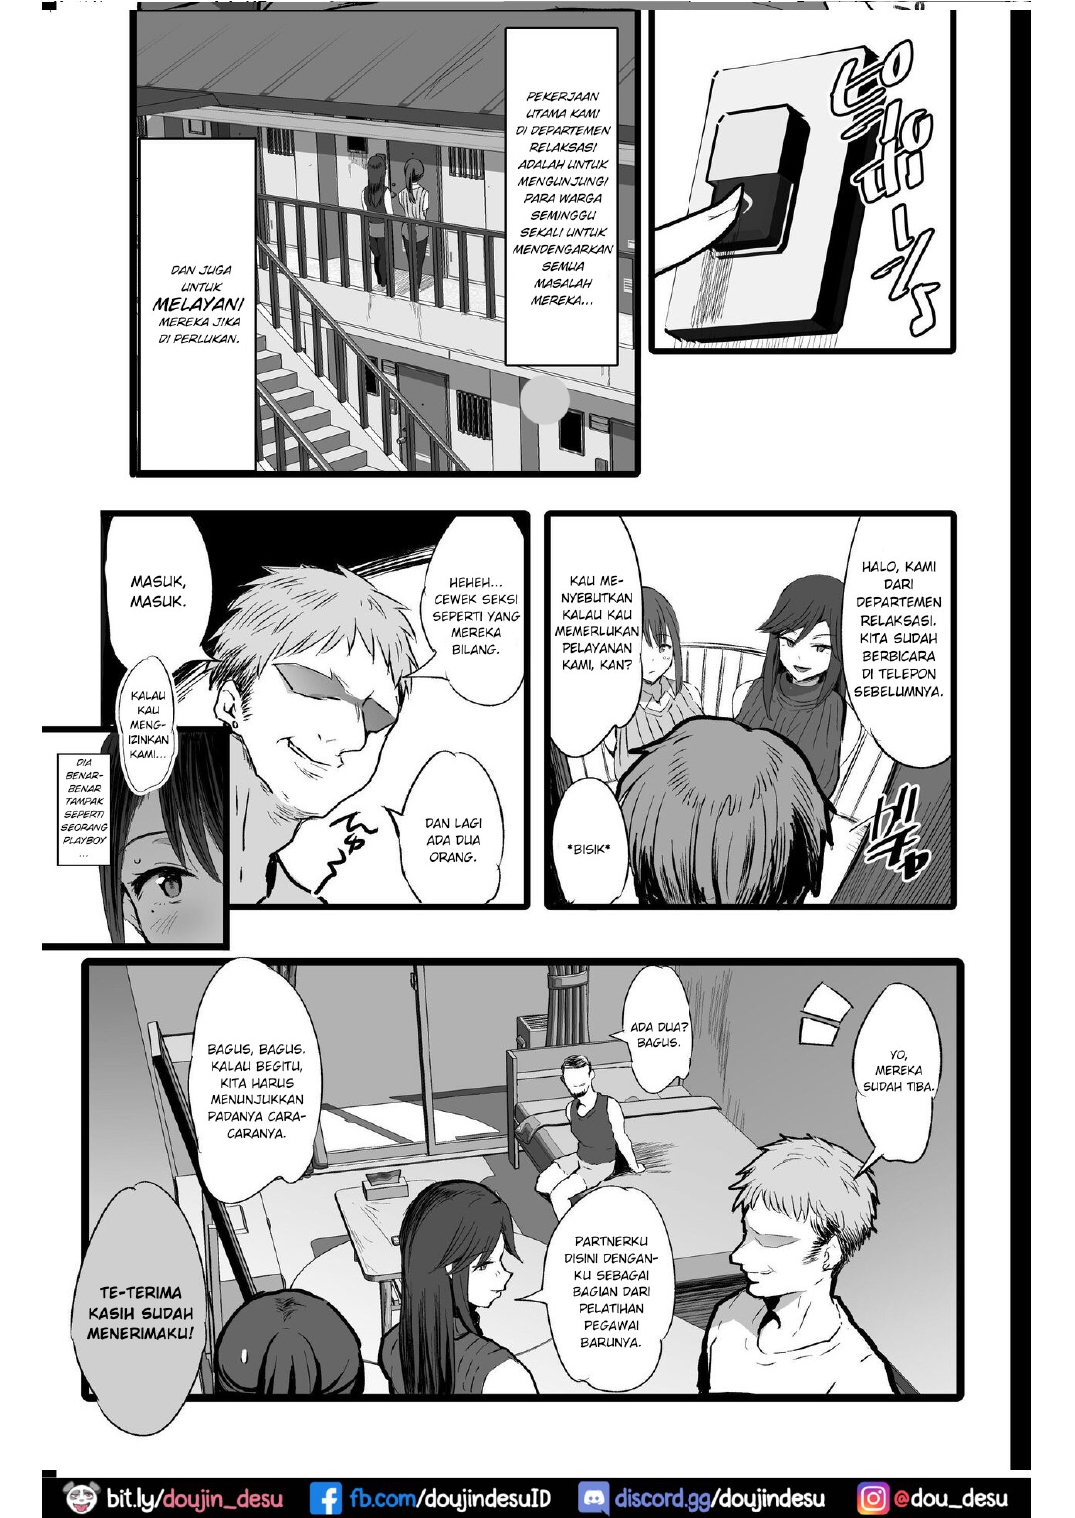 ピ
ン
ポ
ー
ン♪
PEKERJAAN
UTAMA KAMI
DI DEPARTEMEN
RELAKSASI
ADALAH UNTUK
MENGUNJUNGI
PARA WARGA
SEMINGGU
SEKALI UNTUK
MENDENGARKAN
SEMUA
MASALAH
MEREKA...
DAN JUGA
UNTUK
MELAYANI
MEREKA JIKA
DI PERLUKAN.
HALO, KAMI
DARI
DEPARTEMEN
RELAKSASI.
KITA SUDAH
BERBICARA
DI TELEPON
SEBELUMNYA.
KAU ME-
NYEBUTKAN
KALAU KAU
MEMERLUKAN
PELAYANAN
KAMI, KAN?
*BISIK*
HEHEH...
CEWEK SEKSI
SEPERTI YANG
MEREKA
BILANG.
DAN LAGI
ADA DUA
ORANG.
MASUK,
MASUK.
KALAU
KAU
MENG-
IZINKAN
KAMI...
DIA
BENAR-
BENAR
TAMPAK
SEPERTI
SEORANG
PLAYBOY
...
YO,
MEREKA
SUDAH TIBA.
ADA DUA?
BAGUS.
PARTNERKU
DISINI DENGAN-
KU SEBAGAI
BAGIAN DARI
PELATIHAN
PEGAWAI
BARUNYA.
BAGUS, BAGUS.
KALAU BEGITU,
KITA HARUS
MENUNJUKKAN
PADANYA CARA-
CARANYA.
TE-TERIMA
KASIH SUDAH
MENERIMAKU!
bit.ly/doujin_desu fb.com/doujindesuID discord.gg/doujindesu @dou_desu